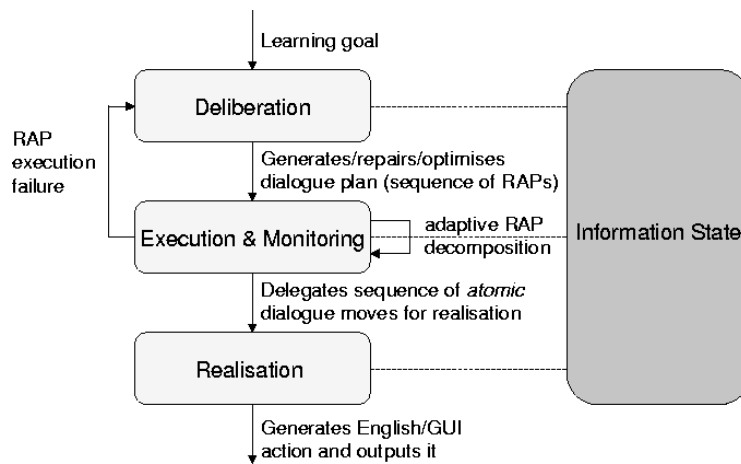 Learning goal
Deliberation
RAP
execution
failure
Generates/repairs/optimises
dialogue plan (sequence of RAPs)
Execution & Monitoring
adaptive RAP
decomposition
Information State
Delegates sequence of atomic
dialogue moves for realisation
Realisation
Generates English/GUI
action and outputs it